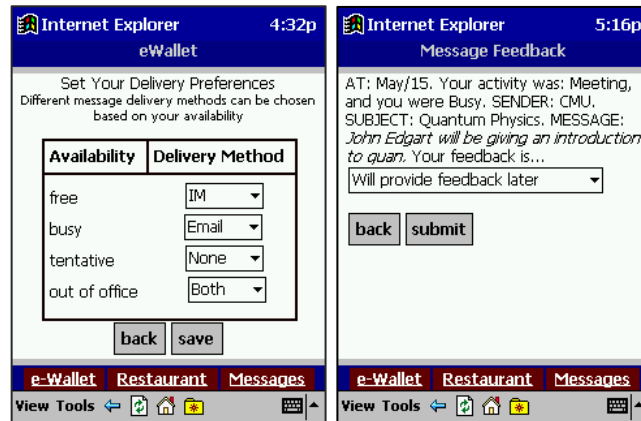 Internet Explorer 4:32p
eWallet
Set Your Delivery Preferences
Different message delivery methods can be chosen
based on your availability
Availability Delivery Method
free IM
busy Email
tentative None
out of office Both
back save
e-Wallet Restaurant Messages
View Tools
Internet Explorer 5:16p
Message Feedback
AT: May/15. Your activity was: Meeting,
and you were Busy. SENDER: CMU.
SUBJECT: Quantum Physics. MESSAGE:
John Edgart will be giving an introduction
to quan. Your feedback is...
Will provide feedback later
back submit
e-Wallet Restaurant Messages
View Tools